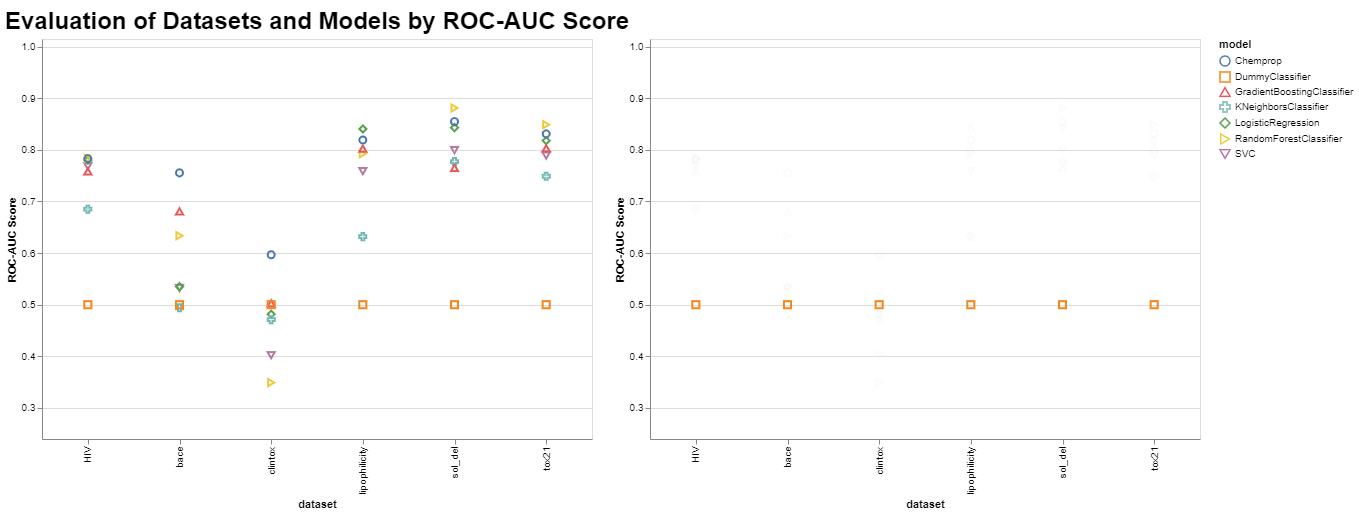 Evaluation of Datasets and Models by ROC-AUC Score
1.0
0.9
0.8
0.7
0.6
0.5
0.4
0.3
ROC-AUC Score
HIV
bace
clintox
lipophilicity
sol_del
tox21
dataset
1.0
0.9
0.8
0.7
0.6
0.5
0.4
0.3
ROC-AUC Score
HIV
bace
clintox
lipophilicity
sol_del
tox21
dataset
model
Chemprop
DummyClassifier
GradientBoostingClassifier
KNeighborsClassifier
LogisticRegression
RandomForestClassifier
SVC